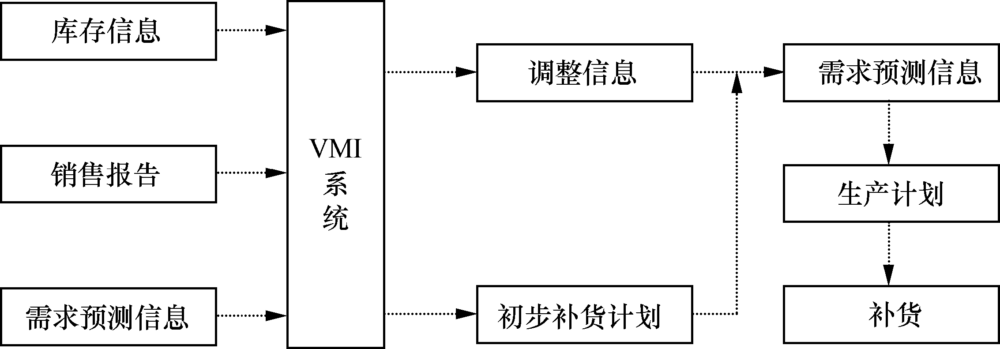 库存信息
销售报告
需求预测信息
VMI
系
统
调整信息
初步补货计划
需求预测信息
生产计划
补货